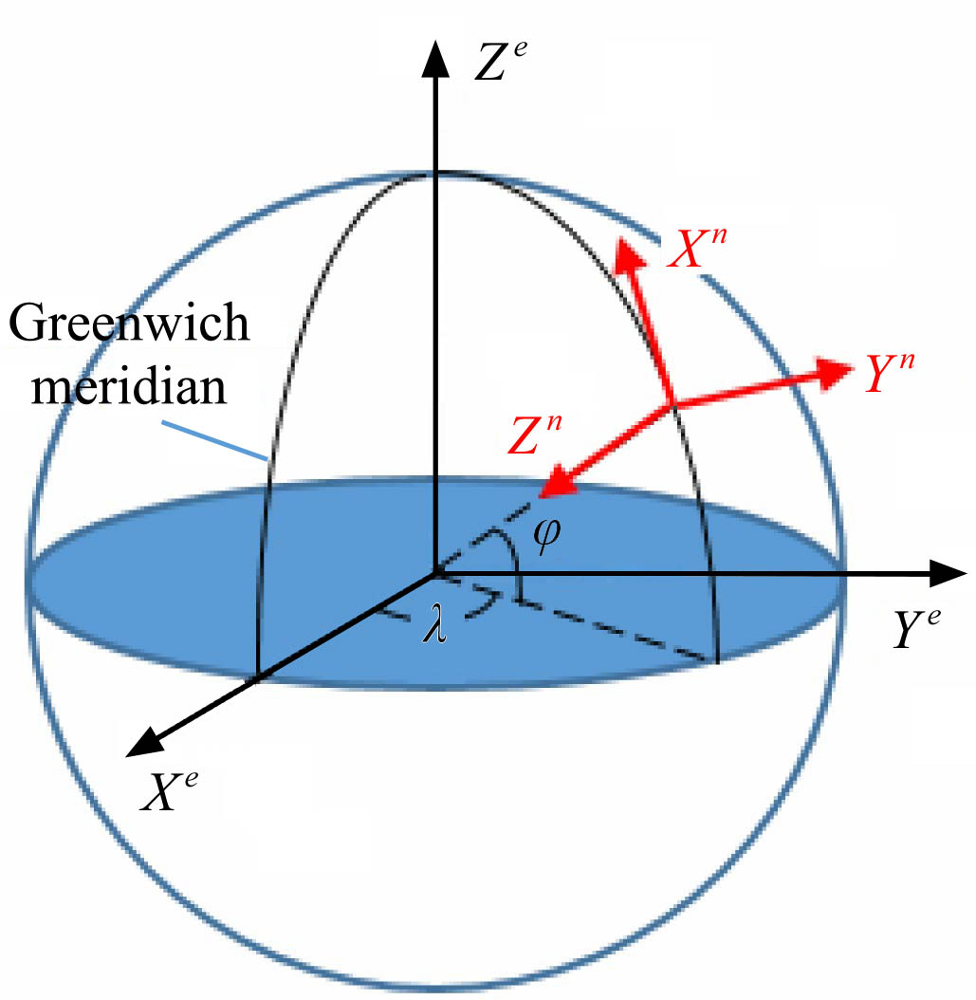 Z^e
X^n
Greenwich
meridian
Y^n
Z^n
φ
λ
Y^e
X^e